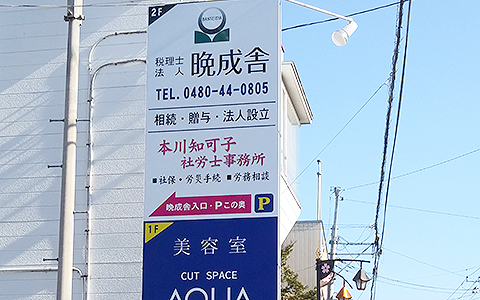 2F
BANSEISYA
税理士
法人 晩成舎
TEL. 0480-44-0805
相続・贈与・法人設立
本川知可子
社労士事務所
■社保・労災手続 ■労務相談
晩成舎入口・Pこの奥 P
1F
美容室
CUT SPACE
AQUA